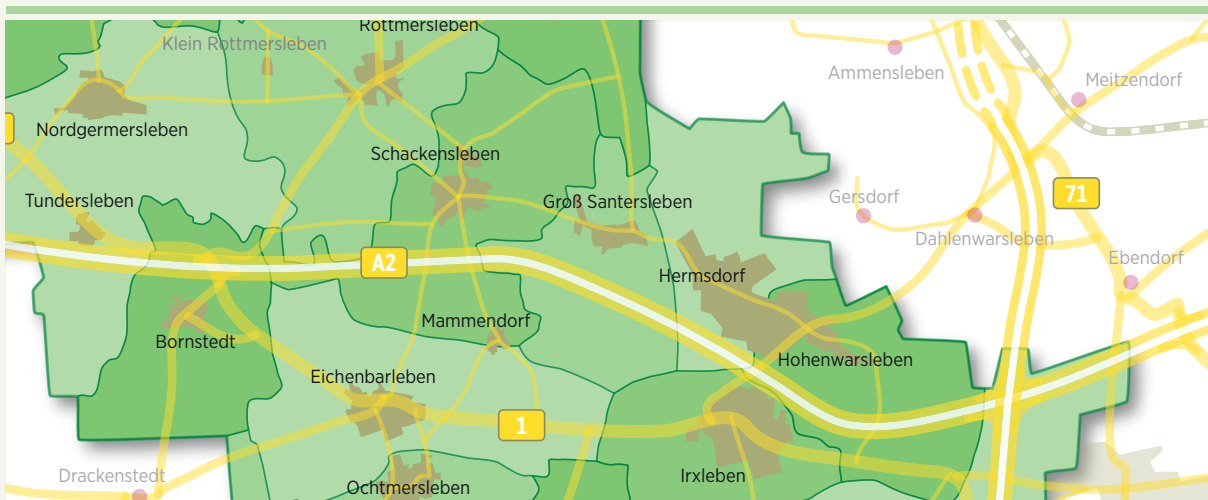 Rottmersleben
Klein Rottmersleben
Ammensleben
Meitzendorf
Nordgermersleben
Schackensleben
Tundersleben
Groß Santersleben
Gersdorf
71
Dahlenwarsleben
A2
Hermsdorf
Ebendorf
Mammendorf
Bornstedt
Hohenwarsleben
Eichenbarleben
1
Drackenstedt
Ochtmersleben
Irxleben